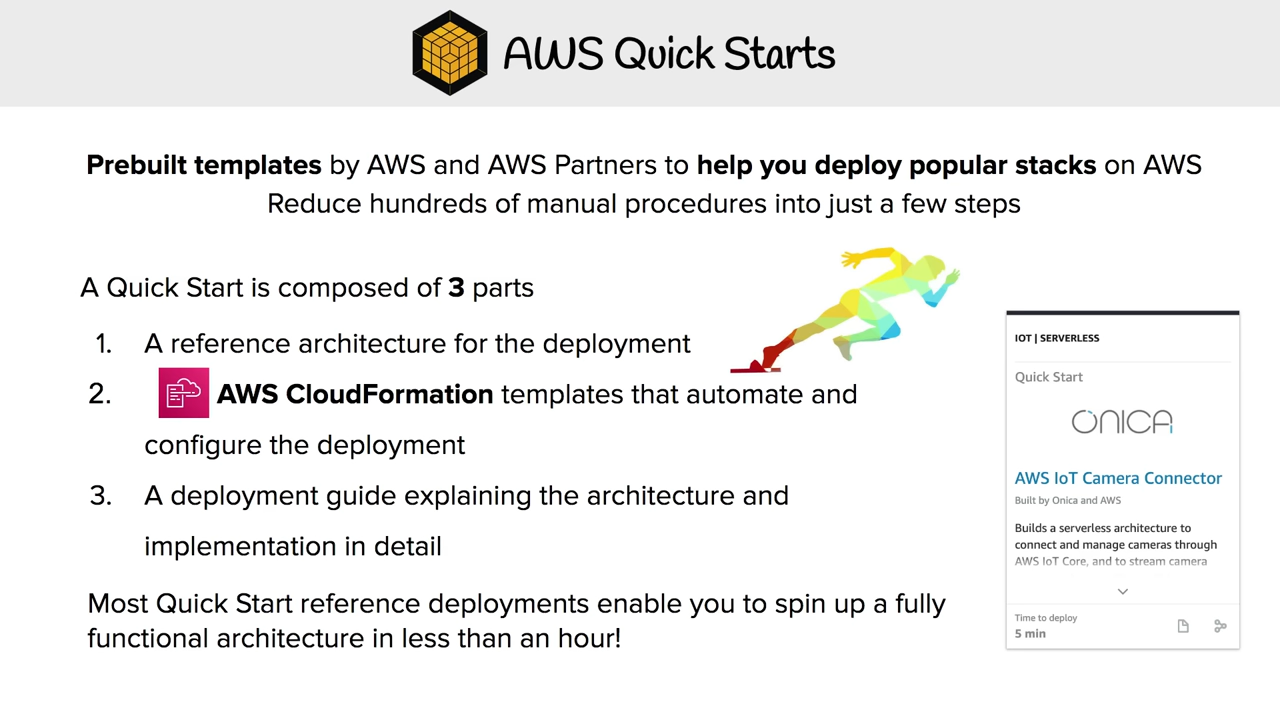 AWS Quick Starts
Prebuilt templates by AWS and AWS Partners to help you deploy popular stacks on AWS
Reduce hundreds of manual procedures into just a few steps
A Quick Start is composed of 3 parts
1. A reference architecture for the deployment
2. AWS CloudFormation templates that automate and
configure the deployment
3. A deployment guide explaining the architecture and
implementation in detail
Most Quick Start reference deployments enable you to spin up a fully
functional architecture in less than an hour!
IOT | SERVERLESS
Quick Start
ONICA
AWS IoT Camera Connector
Built by Onica and AWS
Builds a serverless architecture to
connect and manage cameras through
AWS IoT Core, and to stream camera
Time to deploy
5 min